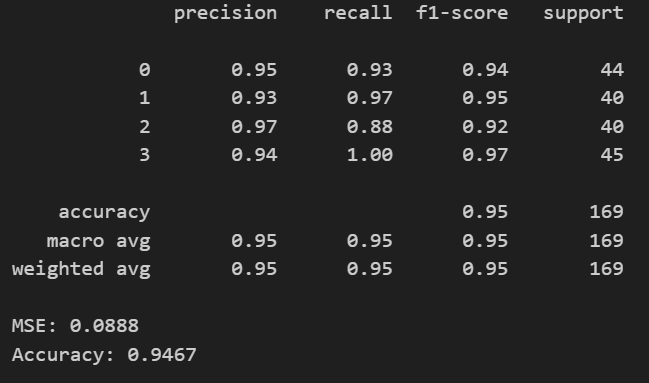 precision recall f1-score support
0 0.95 0.93 0.94 44
1 0.93 0.97 0.95 40
2 0.97 0.88 0.92 40
3 0.94 1.00 0.97 45
accuracy 0.95 169
macro avg 0.95 0.95 0.95 169
weighted avg 0.95 0.95 0.95 169
MSE: 0.0888
Accuracy: 0.9467